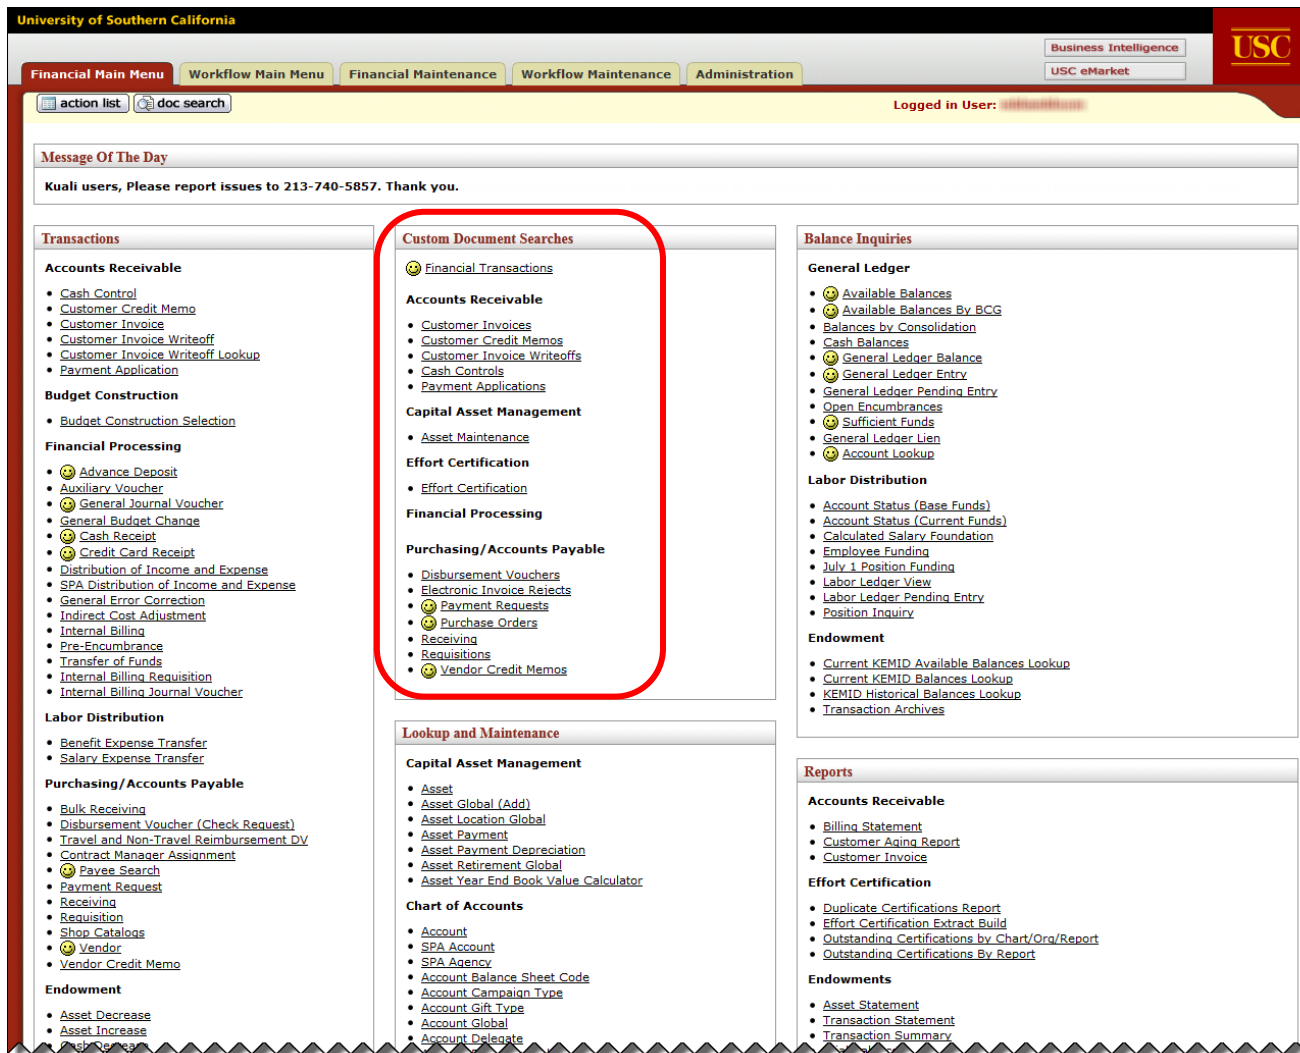 University of Southern California
Business Intelligence
USC eMarket
USC
Financial Main Menu
Workflow Main Menu
Financial Maintenance
Workflow Maintenance
Administration
action list
doc search
Logged in User:
Message Of The Day
Kuali users, Please report issues to 213-740-5857. Thank you.
Transactions
Accounts Receivable
Cash Control
Customer Credit Memo
Customer Invoice
Customer Invoice Writeoff
Customer Invoice Writeoff Lookup
Payment Application
Budget Construction
Budget Construction Selection
Financial Processing
Advance Deposit
Auxiliary Voucher
General Journal Voucher
General Budget Change
Cash Receipt
Credit Card Receipt
Distribution of Income and Expense
SPA Distribution of Income and Expense
General Error Correction
Indirect Cost Adjustment
Internal Billing
Pre-Encumbrance
Transfer of Funds
Internal Billing Requisition
Internal Billing Journal Voucher
Labor Distribution
Benefit Expense Transfer
Salary Expense Transfer
Purchasing/Accounts Payable
Bulk Receiving
Disbursement Voucher (Check Request)
Travel and Non-Travel Reimbursement DV
Contract Manager Assignment
Payee Search
Payment Request
Receiving
Requisition
Shop Catalogs
Vendor
Vendor Credit Memo
Endowment
Asset Decrease
Asset Increase
Custom Document Searches
Financial Transactions
Accounts Receivable
Customer Invoices
Customer Credit Memos
Customer Invoice Writeoffs
Cash Controls
Payment Applications
Capital Asset Management
Asset Maintenance
Effort Certification
Effort Certification
Financial Processing
Purchasing/Accounts Payable
Disbursement Vouchers
Electronic Invoice Rejects
Payment Requests
Purchase Orders
Receiving
Requisitions
Vendor Credit Memos
Lookup and Maintenance
Capital Asset Management
Asset
Asset Global (Add)
Asset Location Global
Asset Payment
Asset Payment Depreciation
Asset Retirement Global
Asset Year End Book Value Calculator
Chart of Accounts
Account
SPA Account
SPA Agency
Account Balance Sheet Code
Account Campaign Type
Account Gift Type
Account Global
Account Delegate
Balance Inquiries
General Ledger
Available Balances
Available Balances By BCG
Balances by Consolidation
Cash Balances
General Ledger Balance
General Ledger Entry
General Ledger Pending Entry
Open Encumbrances
Sufficient Funds
General Ledger Lien
Account Lookup
Labor Distribution
Account Status (Base Funds)
Account Status (Current Funds)
Calculated Salary Foundation
Employee Funding
July 1 Position Funding
Labor Ledger View
Labor Ledger Pending Entry
Position Inquiry
Endowment
Current KEMID Available Balances Lookup
Current KEMID Balances Lookup
KEMID Historical Balances Lookup
Transaction Archives
Reports
Accounts Receivable
Billing Statement
Customer Aging Report
Customer Invoice
Effort Certification
Duplicate Certifications Report
Effort Certification Extract Build
Outstanding Certifications by Chart/Org/Report
Outstanding Certifications By Report
Endowments
Asset Statement
Transaction Statement
Transaction Summary